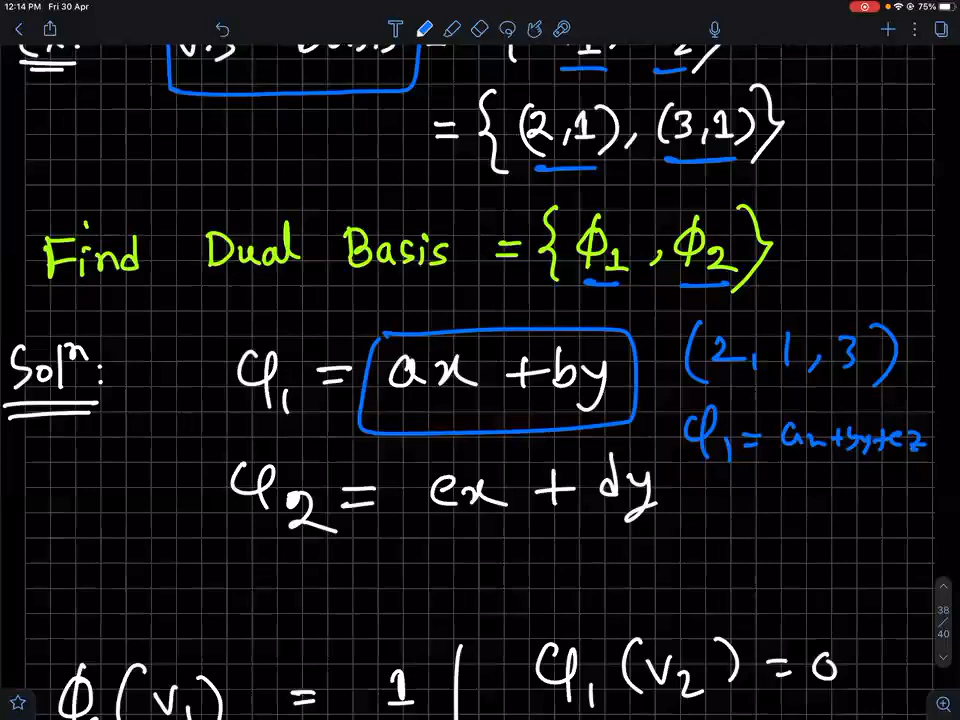 12:14 PM Fri 30 Apr
75%
Ex: V.S Basis = {
= {(2,1), (3,1)}
Find Dual Basis = {ϕ1, ϕ2}
Solⁿ: φ1 = ax + by
(2, 1, 3)
φ1 = ax+by+cz
φ2 = cx + dy
38
/
40
ϕ1(v1) = 1 | φ1(v2) = 0